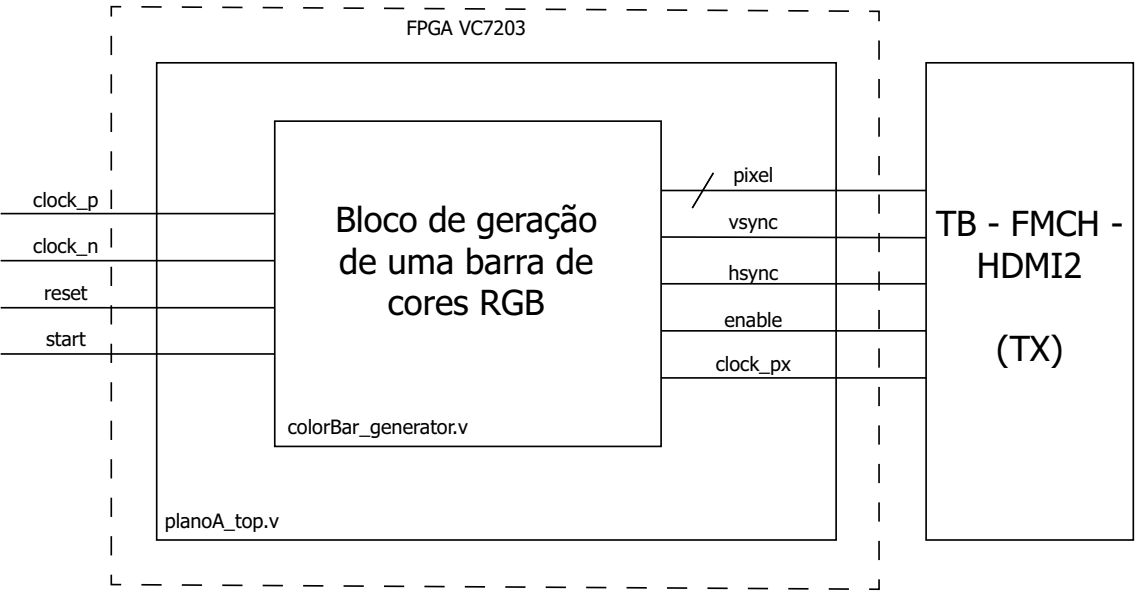 FPGA VC7203
clock_p
clock_n
reset
start
Bloco de geração
de uma barra de
cores RGB
colorBar_generator.v
planoA_top.v
pixel
vsync
hsync
enable
clock_px
TB - FMCH -
HDMI2
(TX)